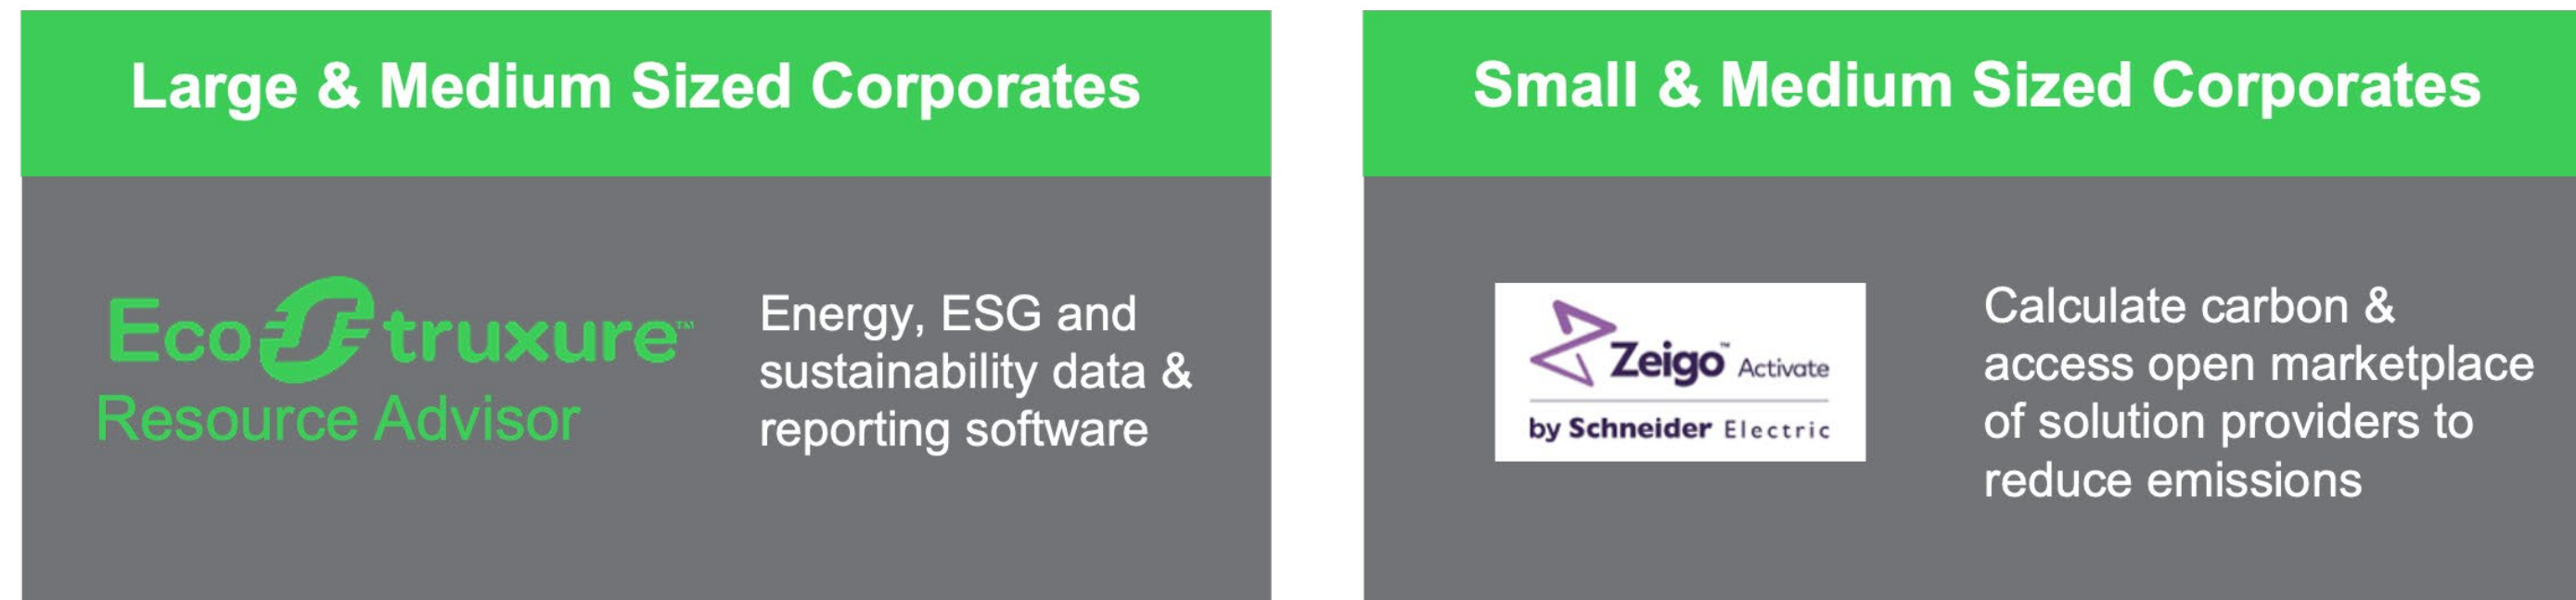 Large & Medium Sized Corporates
EcoStruxure™
Resource Advisor
Energy, ESG and
sustainability data &
reporting software
Small & Medium Sized Corporates
Zeigo™ Activate
by Schneider Electric
Calculate carbon &
access open marketplace
of solution providers to
reduce emissions